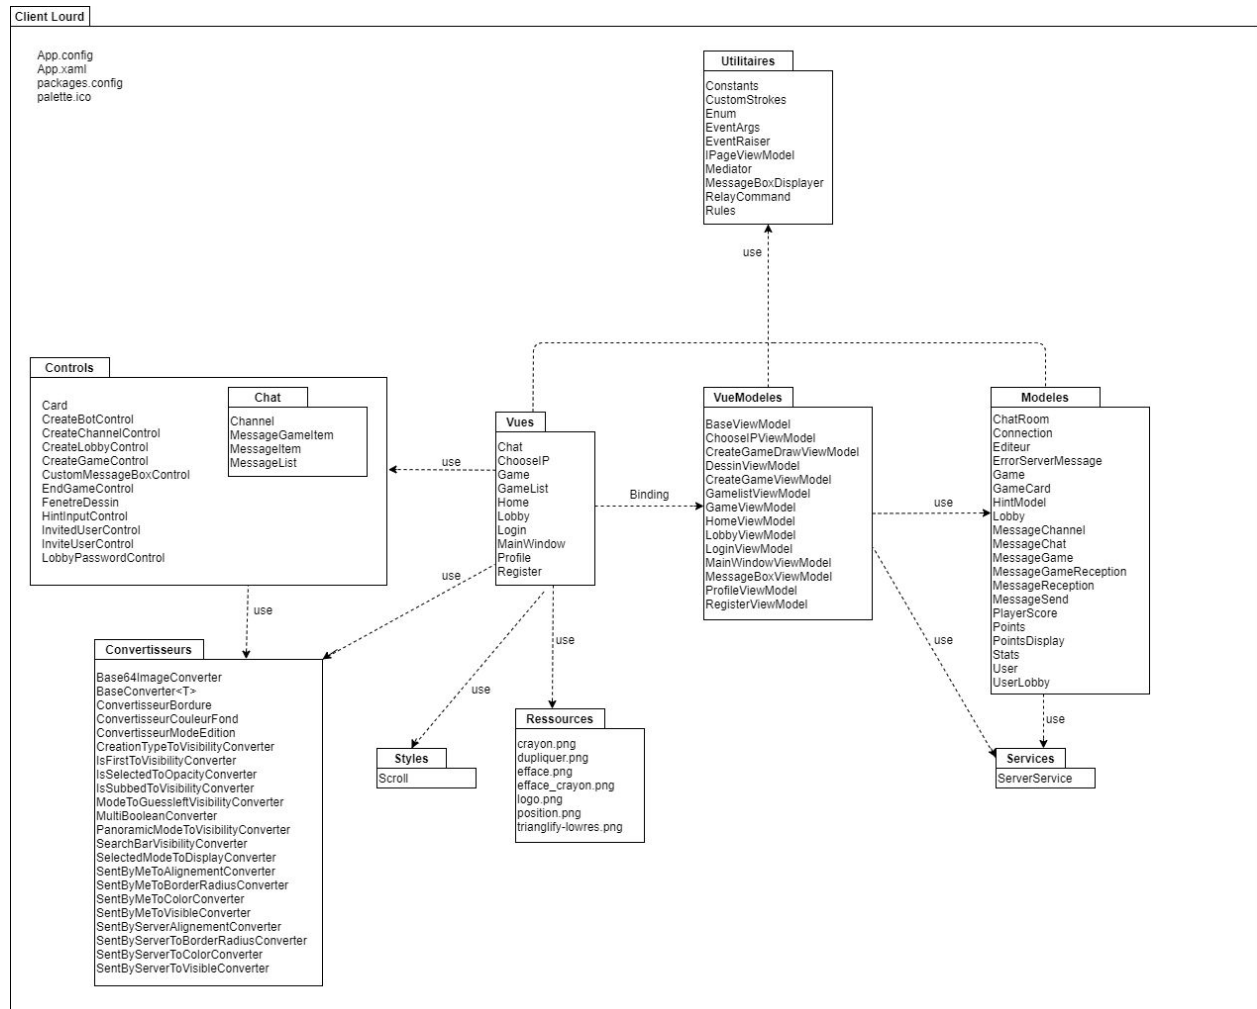 Client Lourd
App.config
App.xaml
packages.config
palette.ico
Utilitaires
Constants
CustomStrokes
Enum
EventArgs
EventRaiser
IPageViewModel
Mediator
MessageBoxDisplayer
RelayCommand
Rules
use
Controls
Card
CreateBotControl
CreateChannelControl
CreateLobbyControl
CreateGameControl
CustomMessageBoxControl
EndGameControl
FenetreDessin
HintInputControl
InvitedUserControl
InviteUserControl
LobbyPasswordControl
Chat
Channel
MessageGameItem
MessageItem
MessageList
use
Vues
Chat
ChooseIP
Game
GameList
Home
Lobby
Login
MainWindow
Profile
Register
Binding
VueModeles
BaseViewModel
ChooseIPViewModel
CreateGameDrawViewModel
DessinViewModel
CreateGameViewModel
GamelistViewModel
GameViewModel
HomeViewModel
LobbyViewModel
LoginViewModel
MainWindowViewModel
MessageBoxViewModel
ProfileViewModel
RegisterViewModel
use
Modeles
ChatRoom
Connection
Editeur
ErrorServerMessage
Game
GameCard
HintModel
Lobby
MessageChannel
MessageChat
MessageGame
MessageGameReception
MessageReception
MessageSend
PlayerScore
Points
PointsDisplay
Stats
User
UserLobby
use
use
use
use
use
use
Convertisseurs
Base64ImageConverter
BaseConverter<T>
ConvertisseurBordure
ConvertisseurCouleurFond
ConvertisseurModeEdition
CreationTypeToVisibilityConverter
IsFirstToVisibilityConverter
IsSelectedToOpacityConverter
IsSubbedToVisibilityConverter
ModeToGuessleftVisibilityConverter
MultiBooleanConverter
PanoramicModeToVisibilityConverter
SearchBarVisibilityConverter
SelectedModeToDisplayConverter
SentByMeToAlignementConverter
SentByMeToBorderRadiusConverter
SentByMeToColorConverter
SentByMeToVisibleConverter
SentByServerAlignementConverter
SentByServerToBorderRadiusConverter
SentByServerToColorConverter
SentByServerToVisibleConverter
Styles
Scroll
Ressources
crayon.png
dupliquer.png
efface.png
efface_crayon.png
logo.png
position.png
trianglify-lowres.png
Services
ServerService